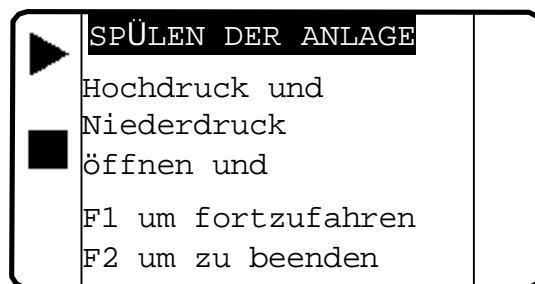 SPÜLEN DER ANLAGE
Hochdruck und
Niederdruck
öffnen und
F1 um fortzufahren
F2 um zu beenden